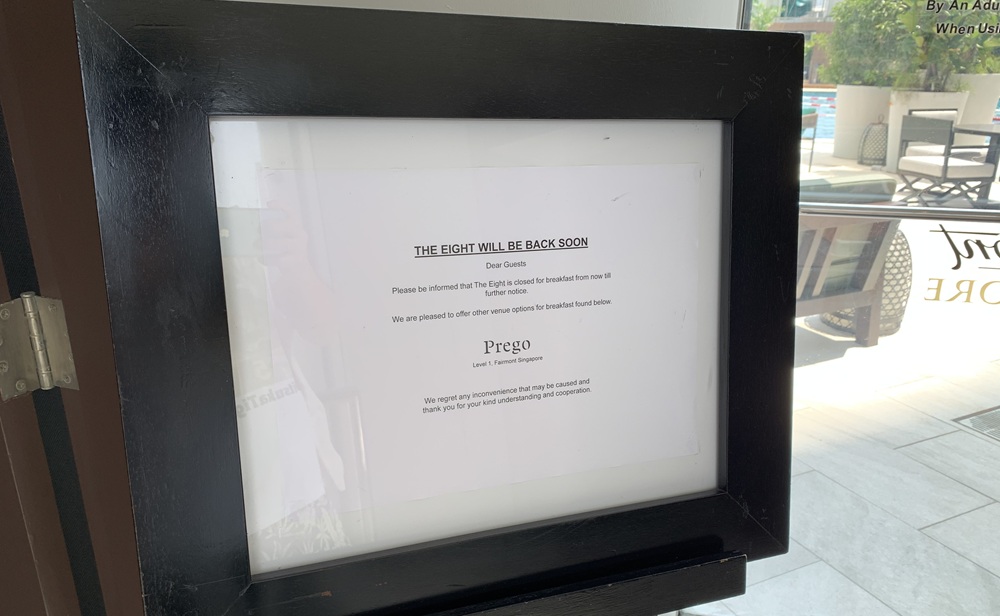 By An Adu
When Usi
THE EIGHT WILL BE BACK SOON
Dear Guests
Please be informed that The Eight is closed for breakfast from now till
further notice.
We are pleased to offer other venue options for breakfast found below.
Prego
Level 1, Fairmont Singapore
We regret any inconvenience that may be caused and
thank you for your kind understanding and cooperation.
ont
ORE